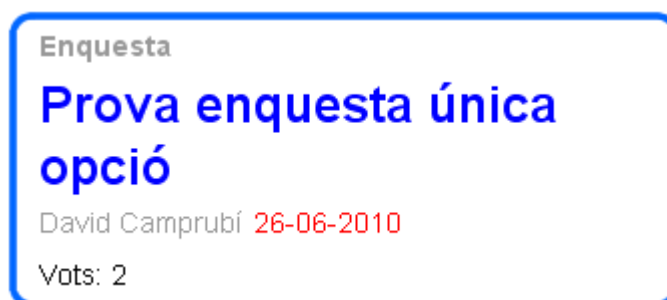 Enquesta
Prova enquesta única
opció
David Camprubí 26-06-2010
Vots: 2